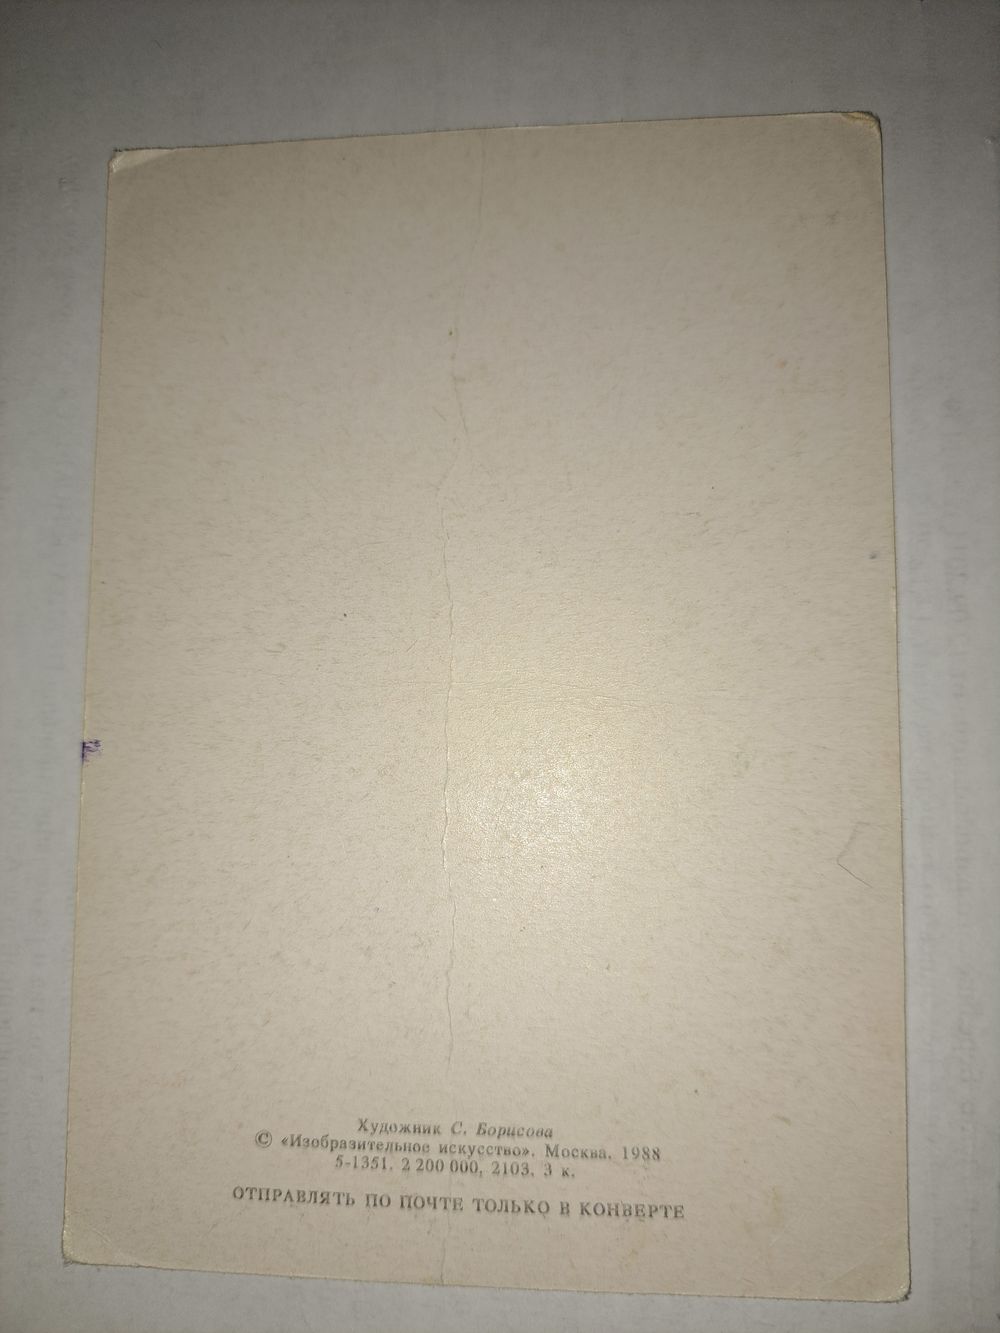 Художник С. Борисова
© «Изобразительное искусство». Москва. 1988
5-1351. 2 200 000, 2103. 3 к.
ОТПРАВЛЯТЬ ПО ПОЧТЕ ТОЛЬКО В КОНВЕРТЕ